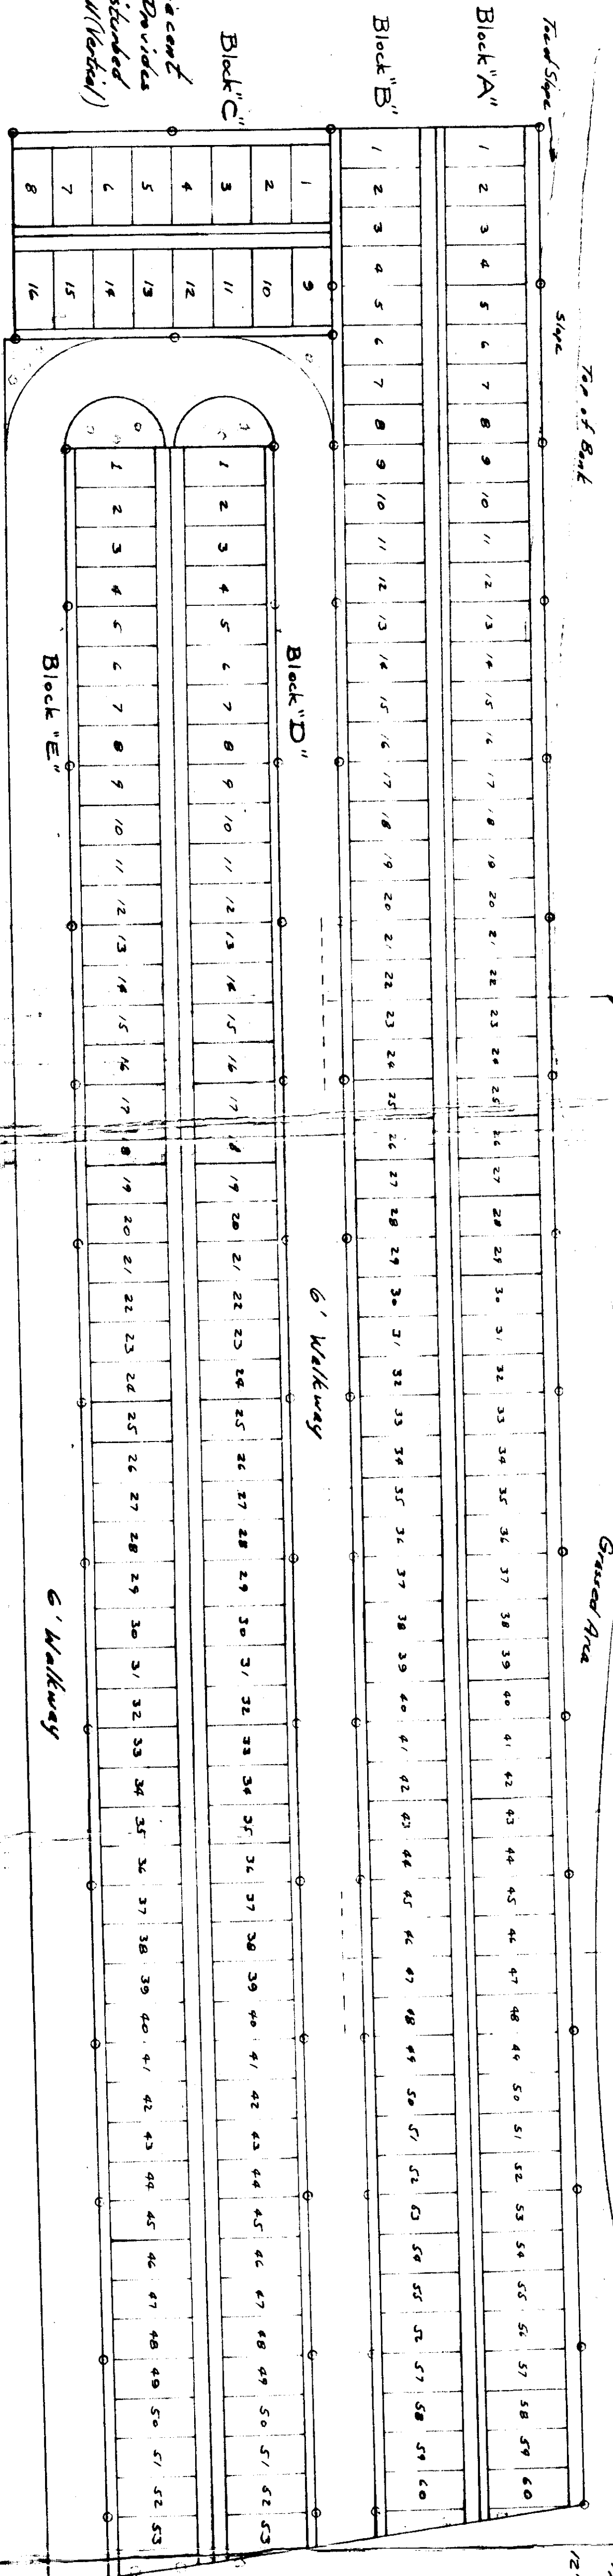 12'
Grassed Area
Top of Bank
Slope
Toe of Slope
Block "A"
1 2 3 4 5 6 7 8 9 10 11 12 13 14 15 16 17 18 19 20 21 22 23 24 25 26 27 28 29 30 31 32 33 34 35 36 37 38 39 40 41 42 43 44 45 46 47 48 49 50 51 52 53 54 55 56 57 58 59 60
Block "B"
1 2 3 4 5 6 7 8 9 10 11 12 13 14 15 16 17 18 19 20 21 22 23 24 25 26 27 28 29 30 31 32 33 34 35 36 37 38 39 40 41 42 43 44 45 46 47 48 49 50 51 52 53 54 55 56 57 58 59 60
6' Walkway
Block "C"
1 9
2 10
3 11
4 12
5 13
6 14
7 15
8 16
Block "D"
1 2 3 4 5 6 7 8 9 10 11 12 13 14 15 16 17 18 19 20 21 22 23 24 25 26 27 28 29 30 31 32 33 34 35 36 37 38 39 40 41 42 43 44 45 46 47 48 49 50 51 52 53
1 2 3 4 5 6 7 8 9 10 11 12 13 14 15 16 17 18 19 20 21 22 23 24 25 26 27 28 29 30 31 32 33 34 35 36 37 38 39 40 41 42 43 44 45 46 47 48 49 50 51 52 53
Block "E"
6' Walkway
acent
Provides
sturbed
(Vertical)